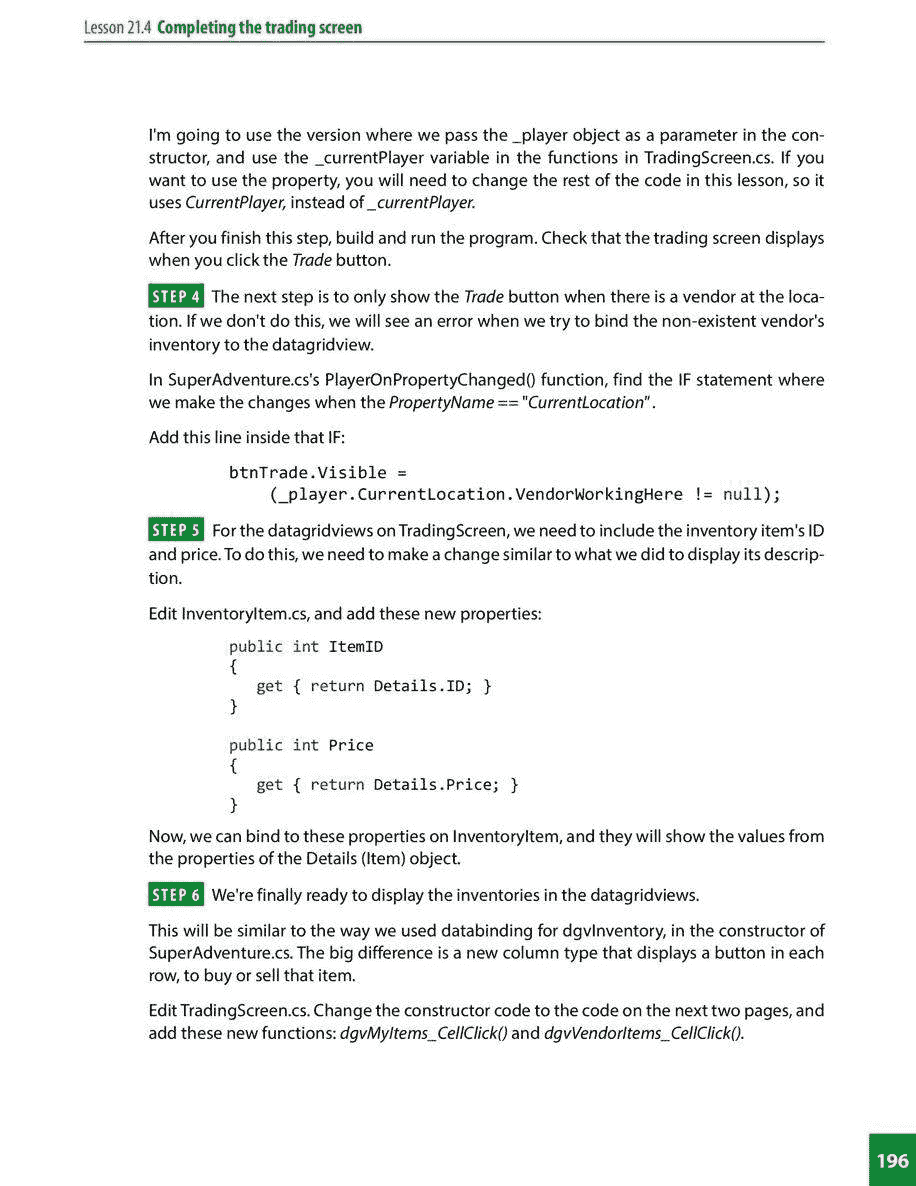 Lesson 21.4 Completing the trading screen
I'm going to use the version where we pass the _player object as a parameter in the con-
structor, and use the _currentPlayer variable in the functions in TradingScreen.cs. If you
want to use the property, you will need to change the rest of the code in this lesson, so it
uses CurrentPlayer, instead of _currentPlayer.
After you finish this step, build and run the program. Check that the trading screen displays
when you click the Trade button.
STEP 4 The next step is to only show the Trade button when there is a vendor at the loca-
tion. If we don't do this, we will see an error when we try to bind the non-existent vendor's
inventory to the datagridview.
In SuperAdventure.cs's PlayerOnPropertyChanged() function, find the IF statement where
we make the changes when the PropertyName == "CurrentLocation" .
Add this line inside that IF:
btnTrade.Visible =
(_player.CurrentLocation.VendorWorkingHere != null);
STEP 5 For the datagridviews on TradingScreen, we need to include the inventory item's ID
and price. To do this, we need to make a change similar to what we did to display its descrip-
tion.
Edit InventoryItem.cs, and add these new properties:
public int ItemID
{
get { return Details.ID; }
}
public int Price
{
get { return Details.Price; }
}
Now, we can bind to these properties on InventoryItem, and they will show the values from
the properties of the Details (Item) object.
STEP 6 We're finally ready to display the inventories in the datagridviews.
This will be similar to the way we used databinding for dgvInventory, in the constructor of
SuperAdventure.cs. The big difference is a new column type that displays a button in each
row, to buy or sell that item.
Edit TradingScreen.cs. Change the constructor code to the code on the next two pages, and
add these new functions: dgvMyItems_CellClick() and dgvVendorItems_CellClick().
196